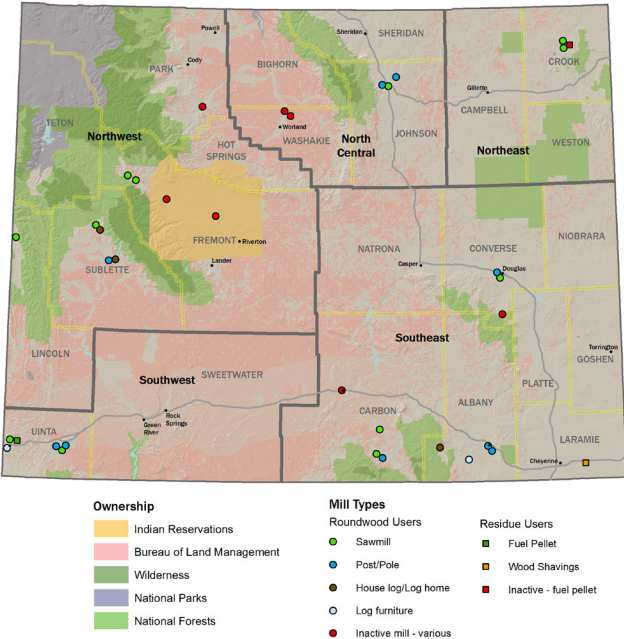 Powell
Sheridan
SHERIDAN
Cody
PARK
BIGHORN
CROOK
Gillette
CAMPBELL
TETON
Northwest
Worland
WASHAKIE
North
Central
JOHNSON
HOT
SPRINGS
Northeast
WESTON
FREMONT
Riverton
Lander
SUBLETTE
NATRONA
Casper
CONVERSE
Douglas
NIOBRARA
LINCOLN
Southwest
SWEETWATER
Southeast
Torrington
GOSHEN
PLATTE
CARBON
ALBANY
UINTA
Rock
Springs
Green
River
LARAMIE
Cheyenne
Ownership
Indian Reservations
Bureau of Land Management
Wilderness
National Parks
National Forests
Mill Types
Roundwood Users
Sawmill
Post/Pole
House log/Log home
Log furniture
Inactive mill - various
Residue Users
Fuel Pellet
Wood Shavings
Inactive - fuel pellet